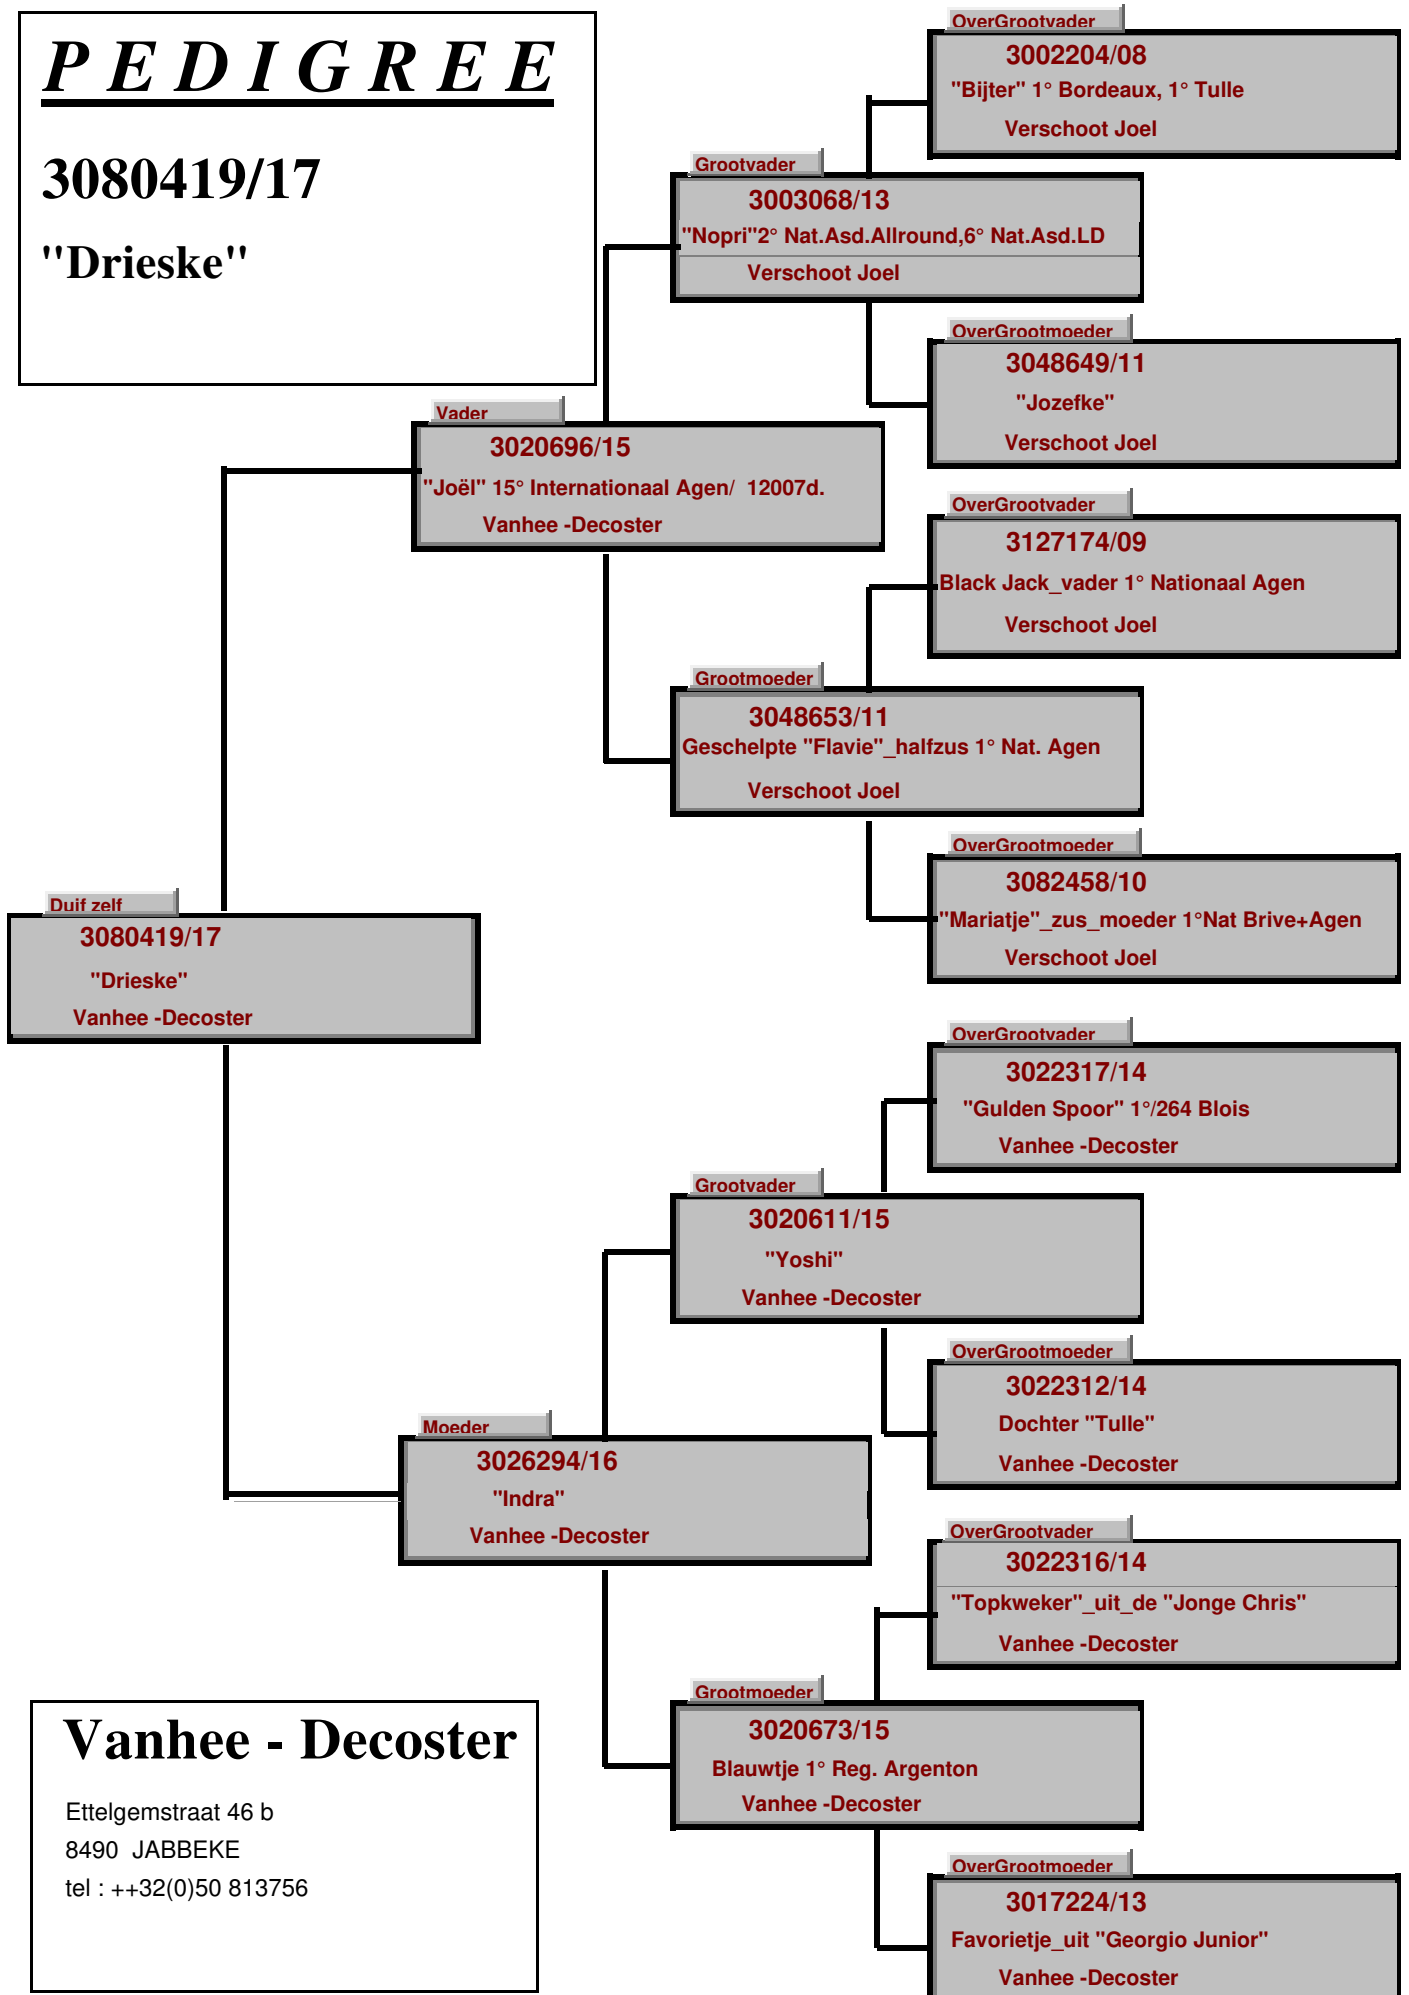 P E D I G R E E
3080419/17
"Drieske"
OverGrootvader
3002204/08
"Bijter" 1° Bordeaux, 1° Tulle
Verschoot Joel
Grootvader
3003068/13
"Nopri"2° Nat.Asd.Allround,6° Nat.Asd.LD
Verschoot Joel
OverGrootmoeder
3048649/11
"Jozefke"
Verschoot Joel
Vader
3020696/15
"Joël" 15° Internationaal Agen/  12007d.
Vanhee -Decoster
OverGrootvader
3127174/09
Black Jack_vader 1° Nationaal Agen
Verschoot Joel
Grootmoeder
3048653/11
Geschelpte "Flavie"_halfzus 1° Nat. Agen
Verschoot Joel
OverGrootmoeder
3082458/10
"Mariatje"_zus_moeder 1°Nat Brive+Agen
Verschoot Joel
Duif zelf
3080419/17
"Drieske"
Vanhee -Decoster
OverGrootvader
3022317/14
"Gulden Spoor" 1°/264 Blois
Vanhee -Decoster
Grootvader
3020611/15
"Yoshi"
Vanhee -Decoster
OverGrootmoeder
3022312/14
Dochter "Tulle"
Vanhee -Decoster
Moeder
3026294/16
"Indra"
Vanhee -Decoster
OverGrootvader
3022316/14
"Topkweker"_uit_de "Jonge Chris"
Vanhee -Decoster
Grootmoeder
3020673/15
Blauwtje 1° Reg. Argenton
Vanhee -Decoster
OverGrootmoeder
3017224/13
Favorietje_uit "Georgio Junior"
Vanhee -Decoster
Vanhee - Decoster
Ettelgemstraat 46 b
8490  JABBEKE
tel : ++32(0)50 813756